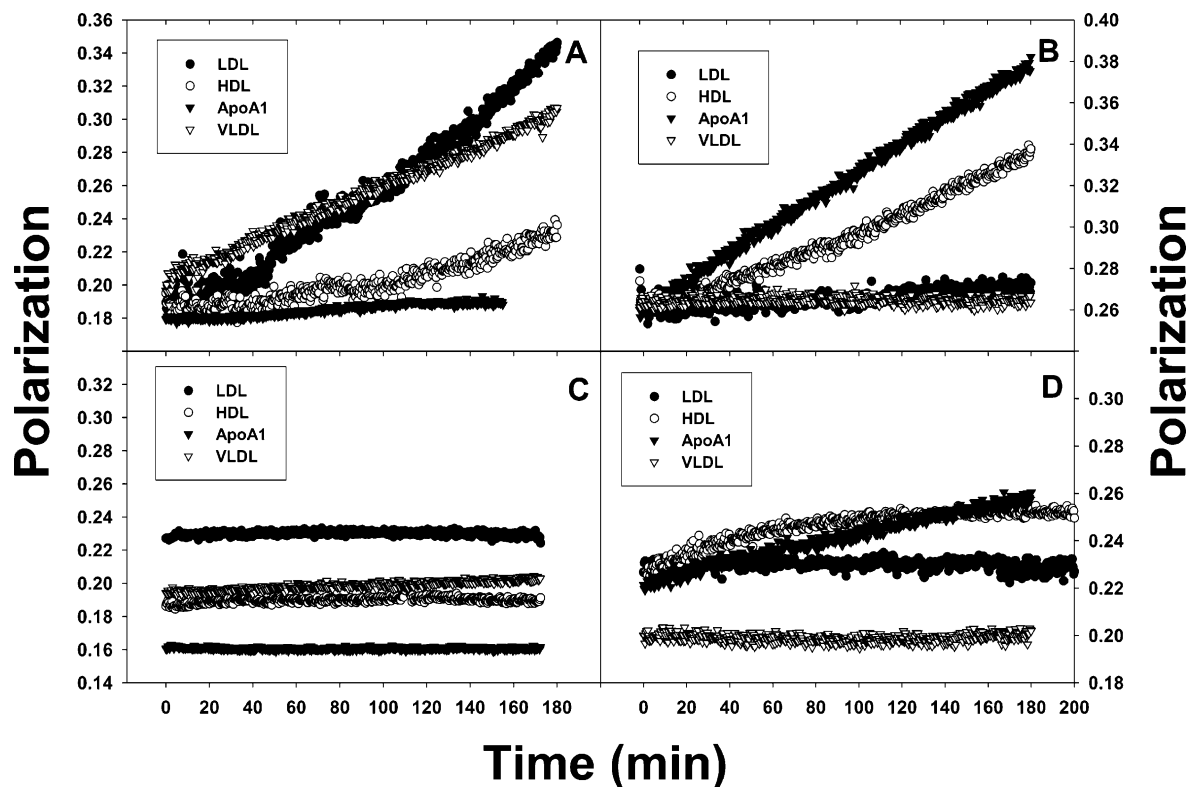 Polarization
0.36
0.34
0.32
0.30
0.28
0.26
0.24
0.22
0.20
0.18
A
LDL
HDL
ApoA1
VLDL
B
LDL
HDL
ApoA1
VLDL
0.40
0.38
0.36
0.34
0.32
0.30
0.28
0.26
Polarization
0.32
0.30
0.28
0.26
0.24
0.22
0.20
0.18
0.16
0.14
C
LDL
HDL
ApoA1
VLDL
D
LDL
HDL
ApoA1
VLDL
0.30
0.28
0.26
0.24
0.22
0.20
0.18
0 20 40 60 80 100 120 140 160 180
0 20 40 60 80 100 120 140 160 180 200
Time (min)